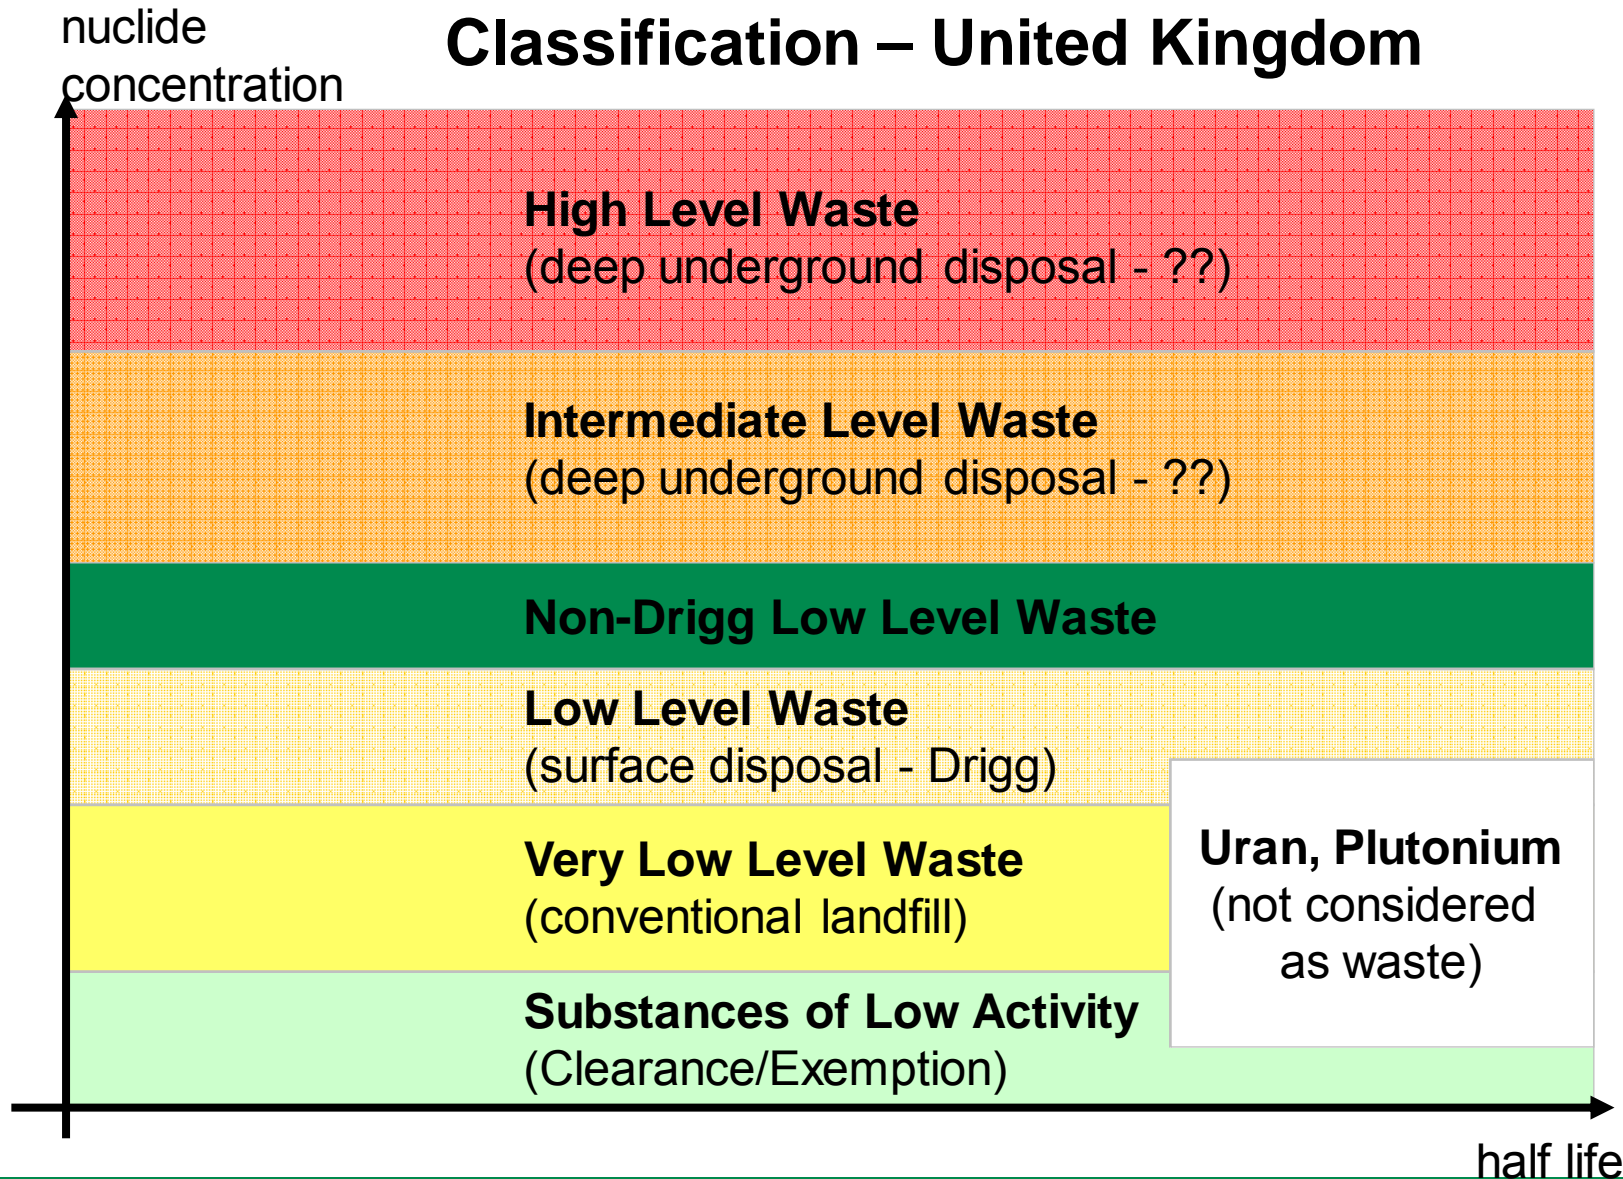 nuclide
concentration
Classification – United Kingdom
High Level Waste
(deep underground disposal - ??)
Intermediate Level Waste
(deep underground disposal - ??)
Non-Drigg Low Level Waste
Low Level Waste
(surface disposal - Drigg)
Very Low Level Waste
(conventional landfill)
Uran, Plutonium
(not considered
as waste)
Substances of Low Activity
(Clearance/Exemption)
half life